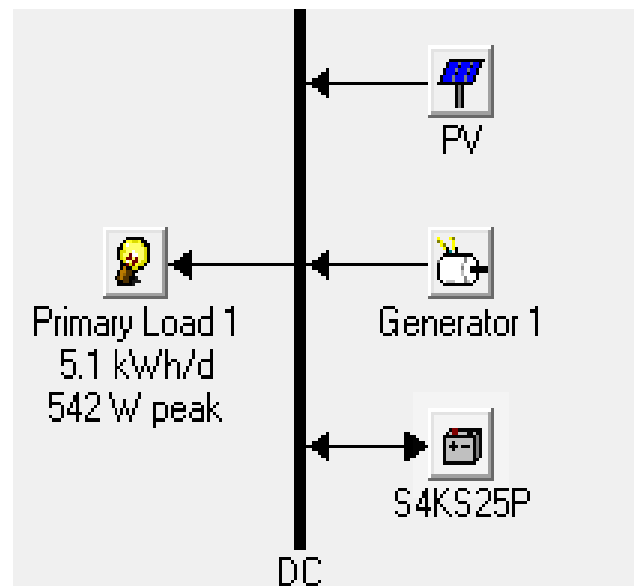 PV
Primary Load 1
5.1 kWh/d
542 W peak
Generator 1
S4KS25P
DC